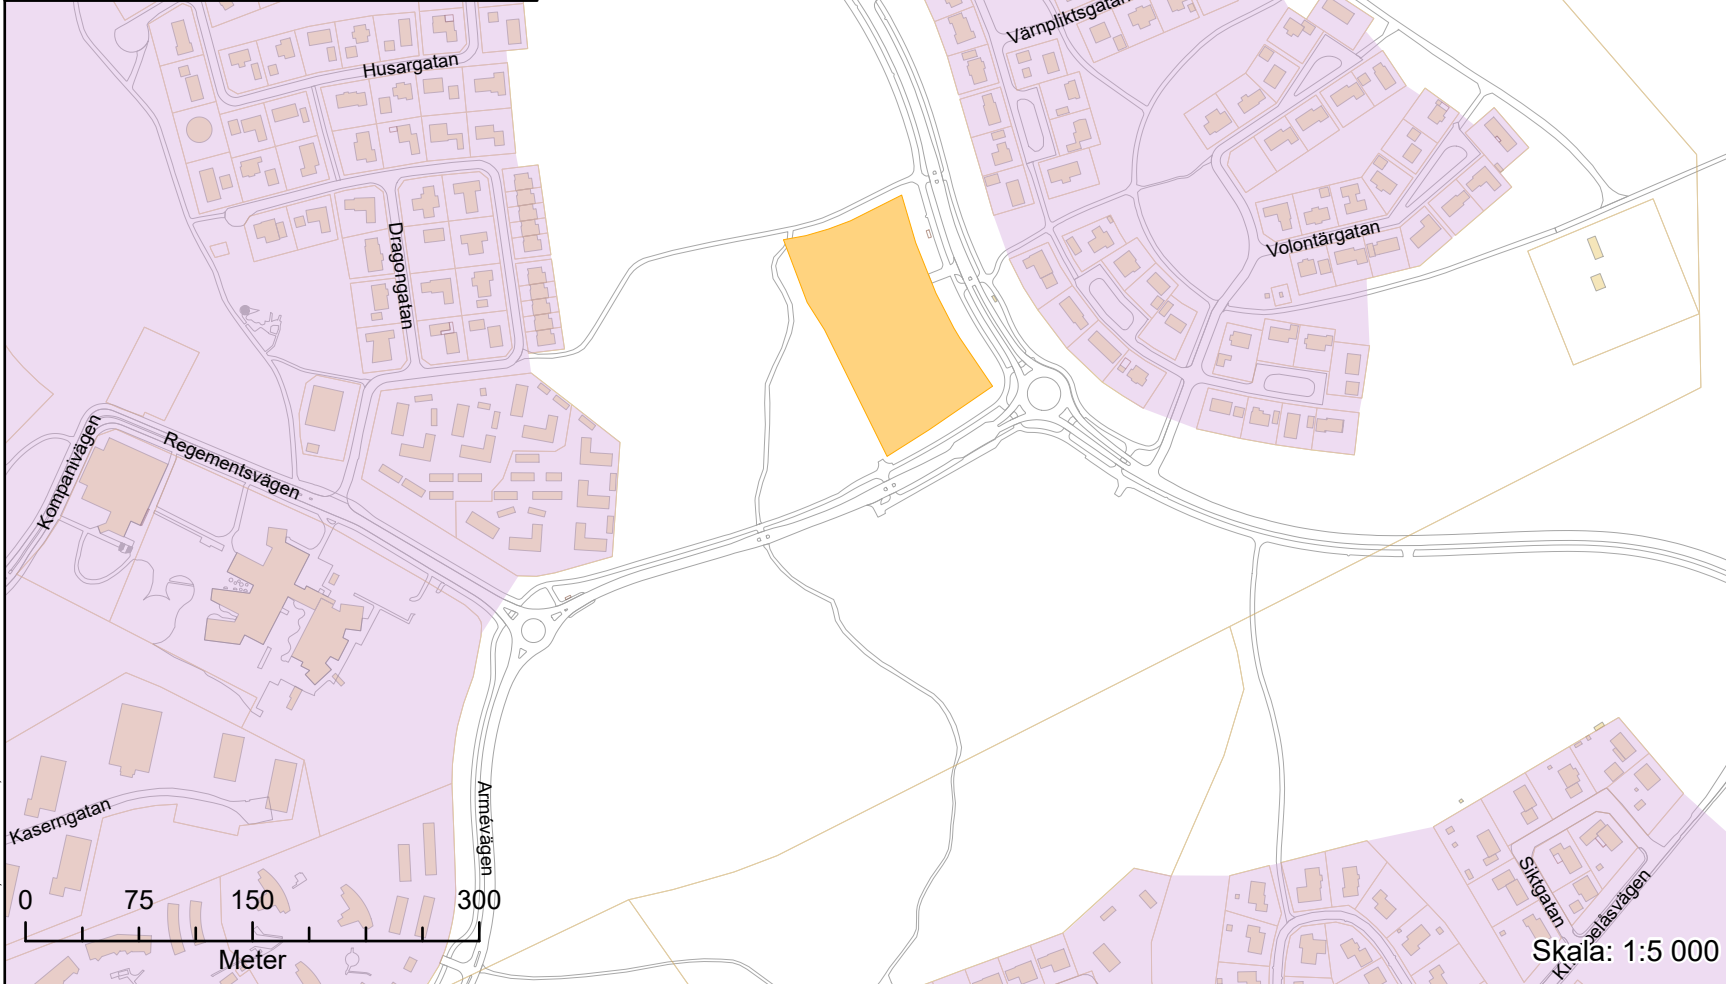 Värnpliktsgatan
Husargatan
Dragongatan
Volontärgatan
Kompanivägen
Regementsvägen
Armévägen
Kaserngatan
Siktgatan
0 75 150 300
Meter
Skala: 1:5 000